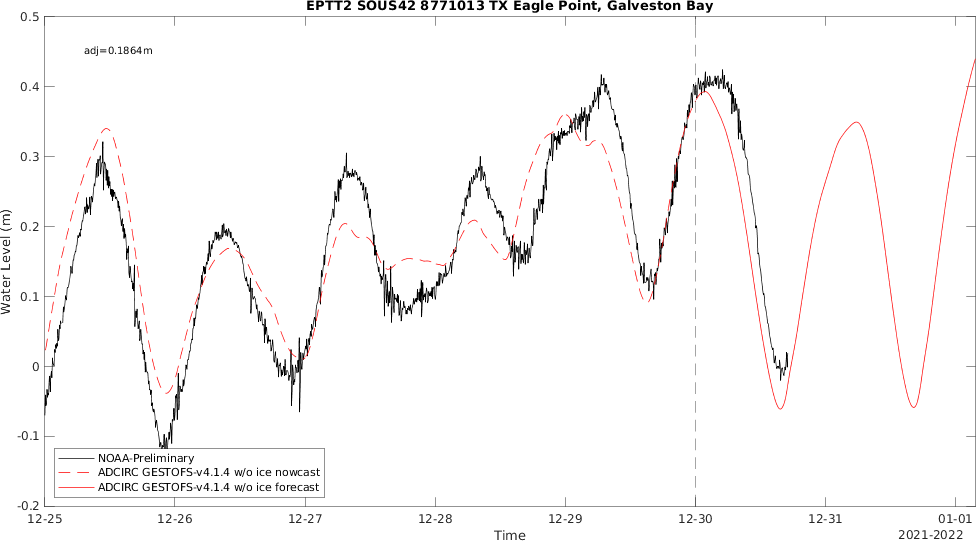 EPTT2 SOUS42 8771013 TX Eagle Point, Galveston Bay
adj=0.1864m
Water Level (m)
0.5
0.4
0.3
0.2
0.1
0
-0.1
-0.2
NOAA-Preliminary
ADCIRC GESTOFS-v4.1.4 w/o ice nowcast
ADCIRC GESTOFS-v4.1.4 w/o ice forecast
12-25 12-26 12-27 12-28 12-29 12-30 12-31 01-01
Time
2021-2022